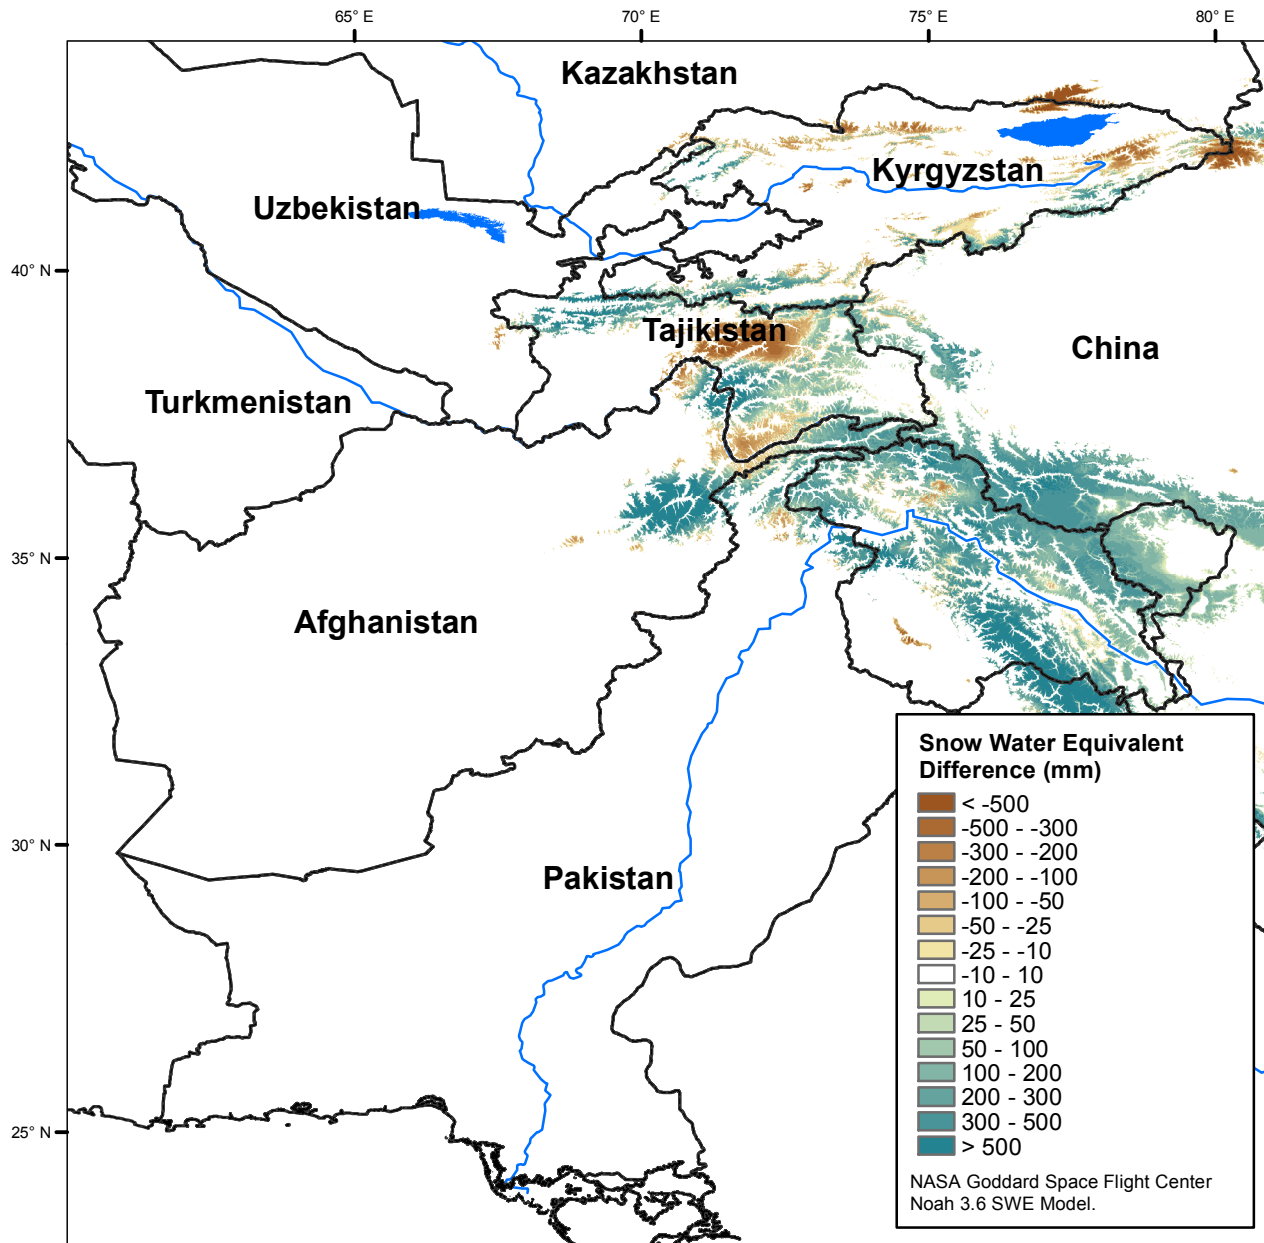 65° E
70° E
75° E
80° E
Kazakhstan
Kyrgyzstan
Uzbekistan
40° N
Tajikistan
China
Turkmenistan
35° N
Afghanistan
Snow Water Equivalent
Difference (mm)
< -500
-500 - -300
-300 - -200
-200 - -100
-100 - -50
-50 - -25
-25 - -10
-10 - 10
10 - 25
25 - 50
50 - 100
100 - 200
200 - 300
300 - 500
> 500
NASA Goddard Space Flight Center
Noah 3.6 SWE Model.
30° N
Pakistan
25° N